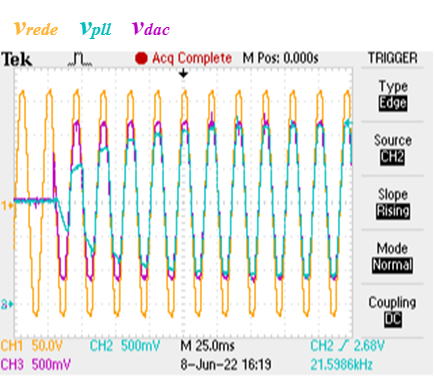 vrede vpll vdac
Tek Acq Complete M Pos: 0.000s TRIGGER
Type
Edge
Source
CH2
1 Slope
Rising
Mode
Normal
3 Coupling
DC
CH1 50.0V CH2 500mV M 25.0ms CH2 2.68V
CH3 500mV 8-Jun-22 16:19 21.5986kHz